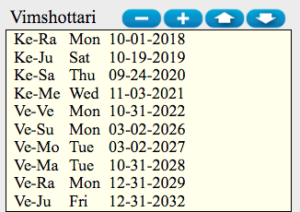 Vimshottari
Ke-Ra Mon 10-01-2018
Ke-Ju Sat 10-19-2019
Ke-Sa Thu 09-24-2020
Ke-Me Wed 11-03-2021
Ve-Ve Mon 10-31-2022
Ve-Su Mon 03-02-2026
Ve-Mo Tue 03-02-2027
Ve-Ma Tue 10-31-2028
Ve-Ra Mon 12-31-2029
Ve-Ju Fri 12-31-2032